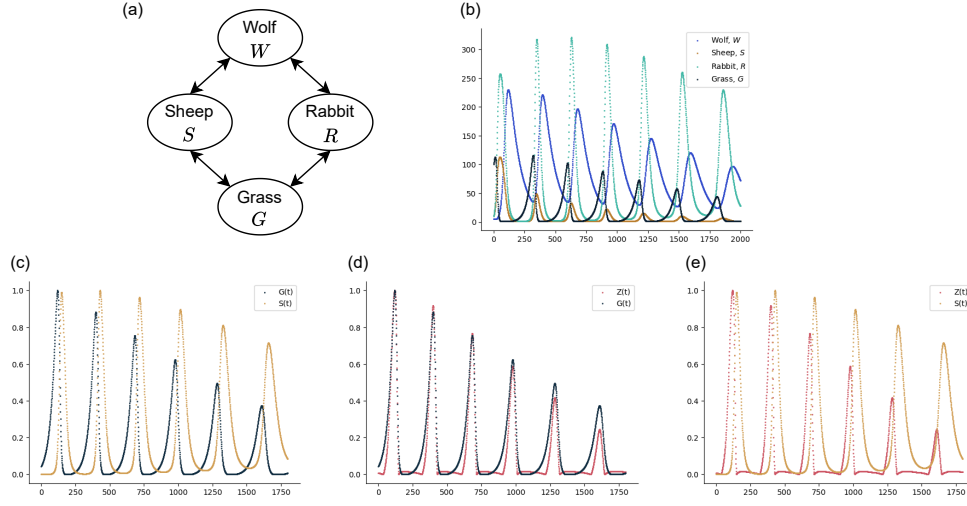 (a)
Wolf
W
Sheep
S
Rabbit
R
Grass
G
(b)
Wolf, W
Sheep, S
Rabbit, R
Grass, G
300
250
200
150
100
50
0
0 250 500 750 1000 1250 1500 1750 2000
(c)
G(t)
S(t)
1.0
0.8
0.6
0.4
0.2
0.0
0 250 500 750 1000 1250 1500 1750
(d)
Z(t)
G(t)
1.0
0.8
0.6
0.4
0.2
0.0
0 250 500 750 1000 1250 1500 1750
(e)
Z(t)
S(t)
1.0
0.8
0.6
0.4
0.2
0.0
0 250 500 750 1000 1250 1500 1750